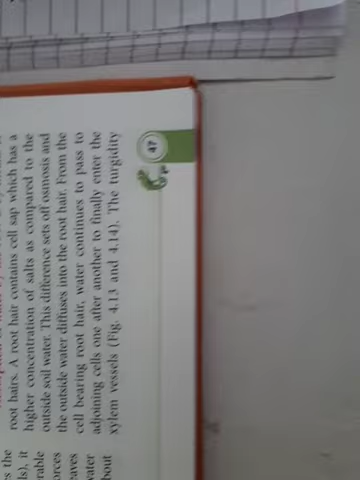 root hairs. A root hair contains cell sap which has a
higher concentration of salts as compared to the
outside soil water. This difference sets off osmosis and
the outside water diffuses into the root hair. From the
cell bearing root hair, water continues to pass to
adjoining cells one after another to finally enter the
xylem vessels (Fig. 4.13 and 4.14). The turgidity
47